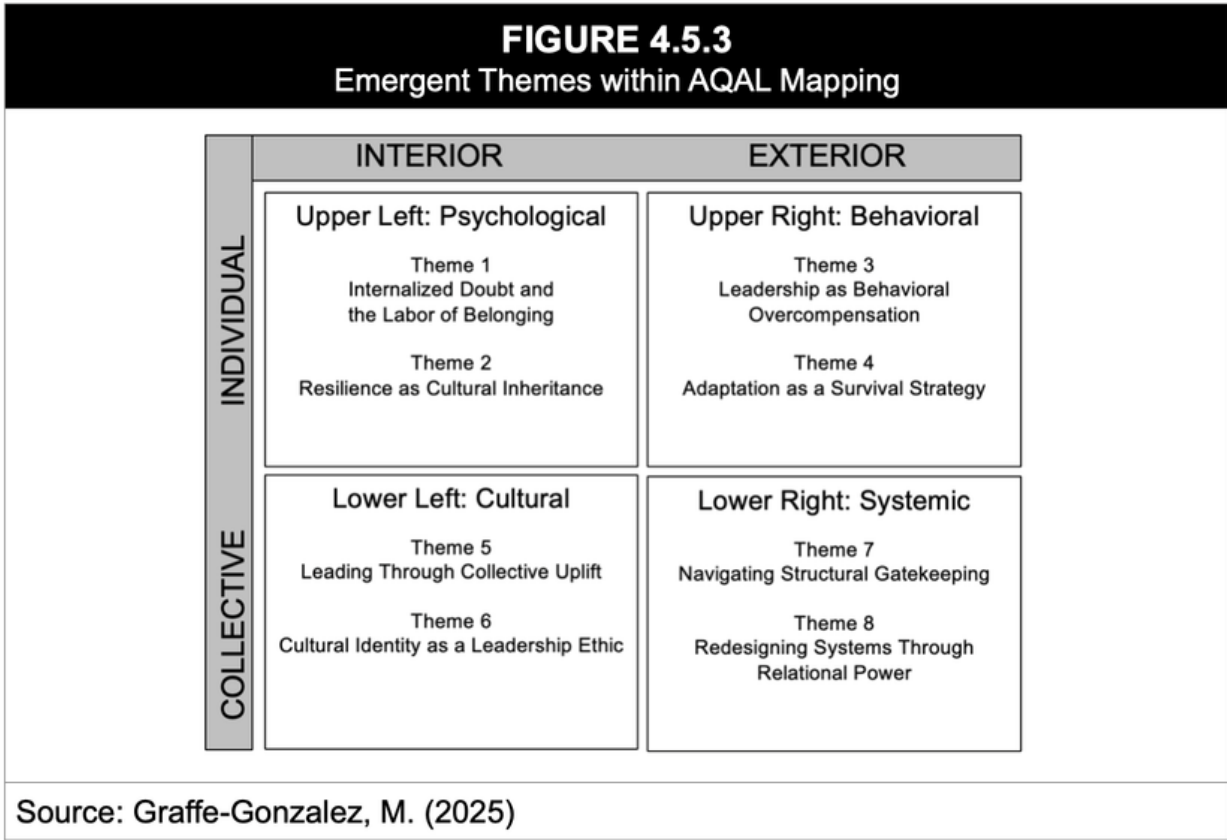 FIGURE 4.5.3
Emergent Themes within AQAL Mapping
INTERIOR
EXTERIOR
INDIVIDUAL
Upper Left: Psychological
Theme 1
Internalized Doubt and
the Labor of Belonging
Theme 2
Resilience as Cultural Inheritance
Upper Right: Behavioral
Theme 3
Leadership as Behavioral
Overcompensation
Theme 4
Adaptation as a Survival Strategy
COLLECTIVE
Lower Left: Cultural
Theme 5
Leading Through Collective Uplift
Theme 6
Cultural Identity as a Leadership Ethic
Lower Right: Systemic
Theme 7
Navigating Structural Gatekeeping
Theme 8
Redesigning Systems Through
Relational Power
Source: Graffe-Gonzalez, M. (2025)